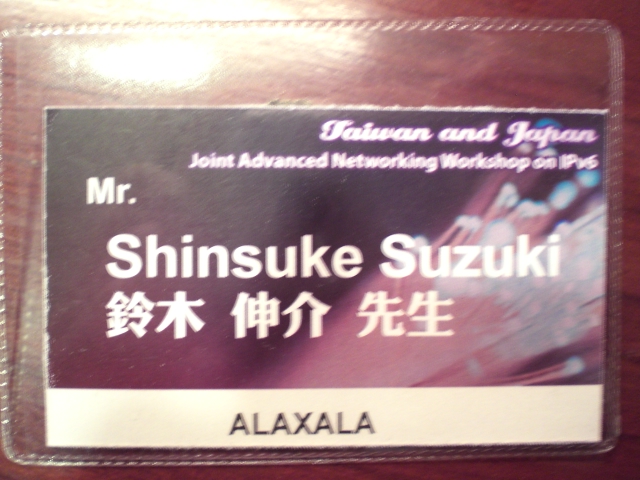 Taiwan and Japan
Joint Advanced Networking Workshop on IPv6
Mr.
Shinsuke Suzuki
鈴木 伸介 先生
ALAXALA